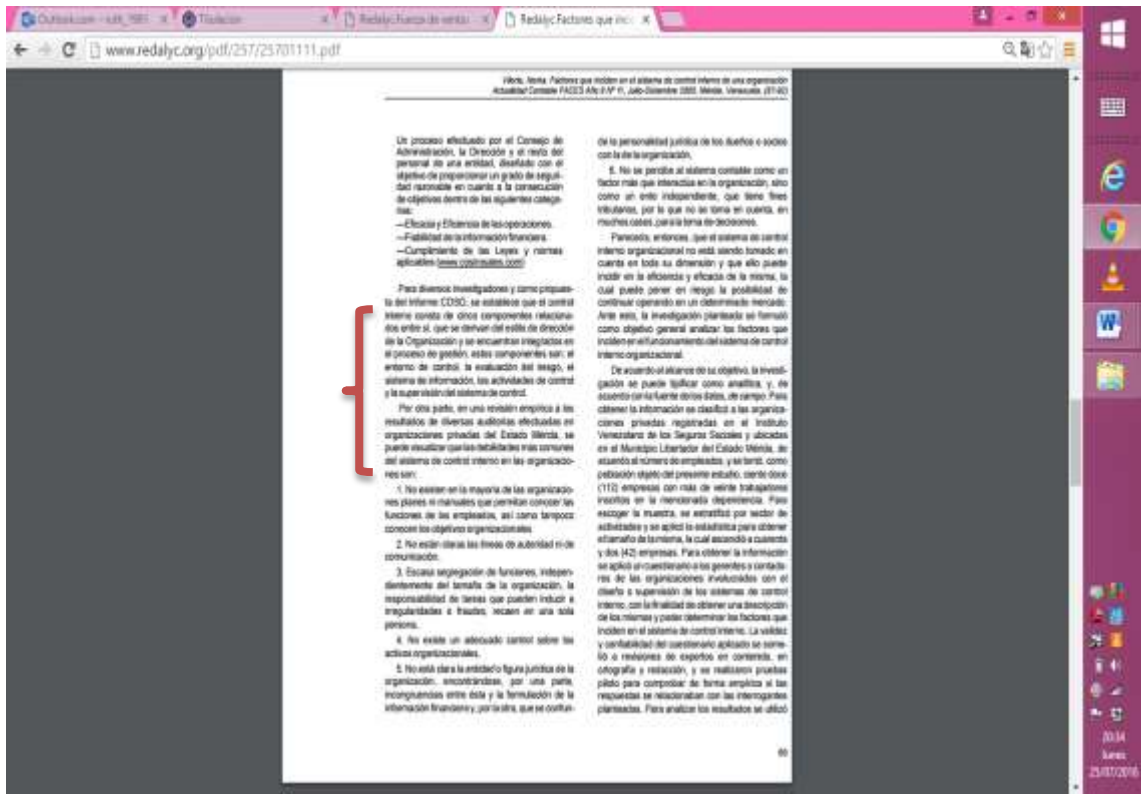 Outlook.com - ruth_1985
Titulacion
Redalyc.Fuerza de ventas
Redalyc.Factores que inci
www.redalyc.org/pdf/257/25701111.pdf
Norka. Factores que inciden en el sistema de control interno de una organización
Actualidad Contable FACES Año 8 Nº 11, Julio-Diciembre 2005. Mérida. Venezuela. (87-92)
Un proceso efectuado por el Consejo de
Administración, la Dirección y el resto del
personal de una entidad, diseñado con el
objetivo de proporcionar un grado de seguri-
dad razonable en cuanto a la consecución
de objetivos dentro de las siguientes catego-
rías:
—Eficacia y Eficiencia de las operaciones.
—Fiabilidad de la información financiera.
—Cumplimiento de las Leyes y normas
aplicables
Para diversos investigadores y como propues-
ta del Informe COSO, se establece que el control
interno consta de cinco componentes relaciona-
dos entre sí, que se derivan del estilo de dirección
de la Organización y se encuentran integrados en
el proceso de gestión, estos componentes son: el
entorno de control, la evaluación del riesgo, el
sistema de información, las actividades de control
y la supervisión del sistema de control.
Por otra parte, en una revisión empírica a los
resultados de diversas auditorías efectuadas en
organizaciones privadas del Estado Mérida, se
puede visualizar que las debilidades más comunes
del sistema de control interno en las organizacio-
nes son:
1. No existen en la mayoría de las organizacio-
nes planes ni manuales que permitan conocer las
funciones de los empleados, así como tampoco
conocen los objetivos organizacionales.
2. No están claras las líneas de autoridad ni de
comunicación.
3. Escasa segregación de funciones, indepen-
dientemente del tamaño de la organización, la
responsabilidad de tareas que pueden inducir a
irregularidades o fraudes, recaen en una sola
persona.
4. No existe un adecuado control sobre los
activos organizacionales.
5. No está clara la entidad o figura jurídica de la
organización, encontrándose, por una parte,
incongruencias entre ésta y la formulación de la
información financiera y, por la otra, que se confun-
de la personalidad jurídica de los dueños o socios
con la de la organización.
6. No se percibe al sistema contable como un
factor más que interactúa en la organización, sino
como un ente independiente, que tiene fines
tributarios, por lo que no se toma en cuenta, en
muchos casos, para la toma de decisiones.
Parecería, entonces, que el sistema de control
interno organizacional no está siendo tomado en
cuenta en toda su dimensión y que ello puede
incidir en la eficiencia y eficacia de la misma, lo
cual puede poner en riesgo la posibilidad de
continuar operando en un determinado mercado.
Ante esto, la investigación planteada se formuló
como objetivo general analizar los factores que
inciden en el funcionamiento del sistema de control
interno organizacional.
De acuerdo al alcance de su objetivo, la investi-
gación se puede tipificar como analítica, y, de
acuerdo con la fuente de los datos, de campo. Para
obtener la información se clasificó a las organiza-
ciones privadas registradas en el Instituto
Venezolano de los Seguros Sociales y ubicadas
en el Municipio Libertador del Estado Mérida, de
acuerdo al número de empleados, y se tomó, como
población objeto del presente estudio, ciento doce
(112) empresas con más de veinte trabajadores
inscritos en la mencionada dependencia. Para
escoger la muestra, se estratificó por sector de
actividades y se aplicó la estadística para obtener
el tamaño de la misma, la cual ascendió a cuarenta
y dos (42) empresas. Para obtener la información
se aplicó un cuestionario a los gerentes o contado-
res de las organizaciones involucrados con el
diseño o supervisión de los sistemas de control
interno, con la finalidad de obtener una descripción
de los mismos y poder determinar los factores que
inciden en el sistema de control interno. La validez
y confiabilidad del cuestionario aplicado se some-
tió a revisiones de expertos en contenido, en
ortografía y redacción, y se realizaron pruebas
piloto para comprobar de forma empírica si las
respuestas se relacionaban con las interrogantes
planteadas. Para analizar los resultados se utilizó
89
20:34
lunes
25/07/2016